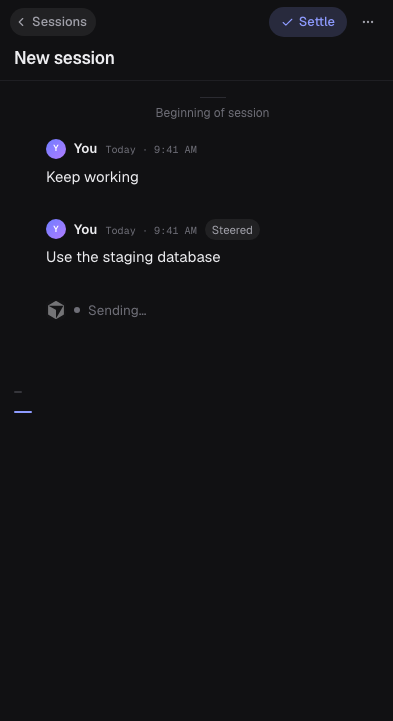 Sessions
Settle
New session
Beginning of session
Y You Today · 9:41 AM
Keep working
Y You Today · 9:41 AM Steered
Use the staging database
Sending…